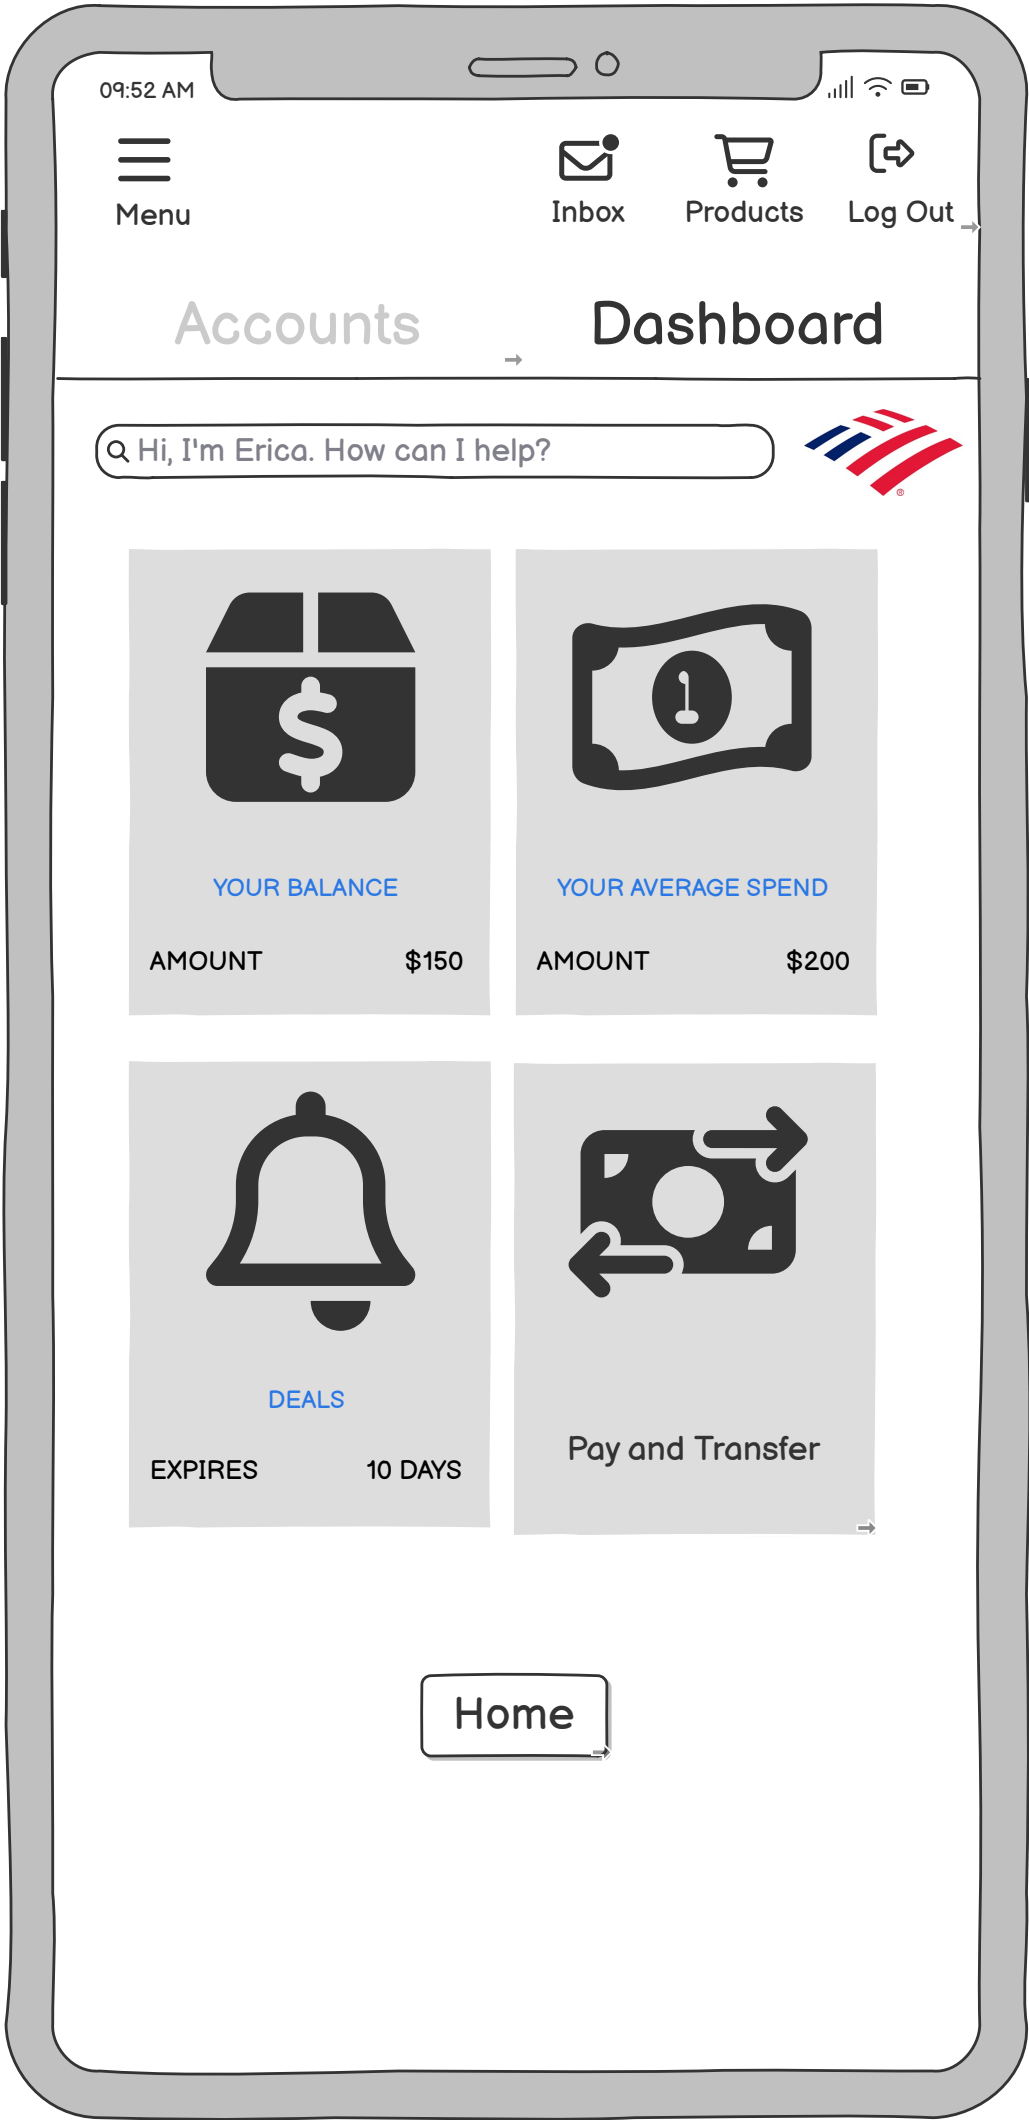 09:52 AM
Menu
Inbox
Products
Log Out
Accounts
Dashboard
Hi, I'm Erica. How can I help?
®
$
1
YOUR BALANCE
YOUR AVERAGE SPEND
AMOUNT $150
AMOUNT $200
DEALS
EXPIRES 10 DAYS
Pay and Transfer
Home